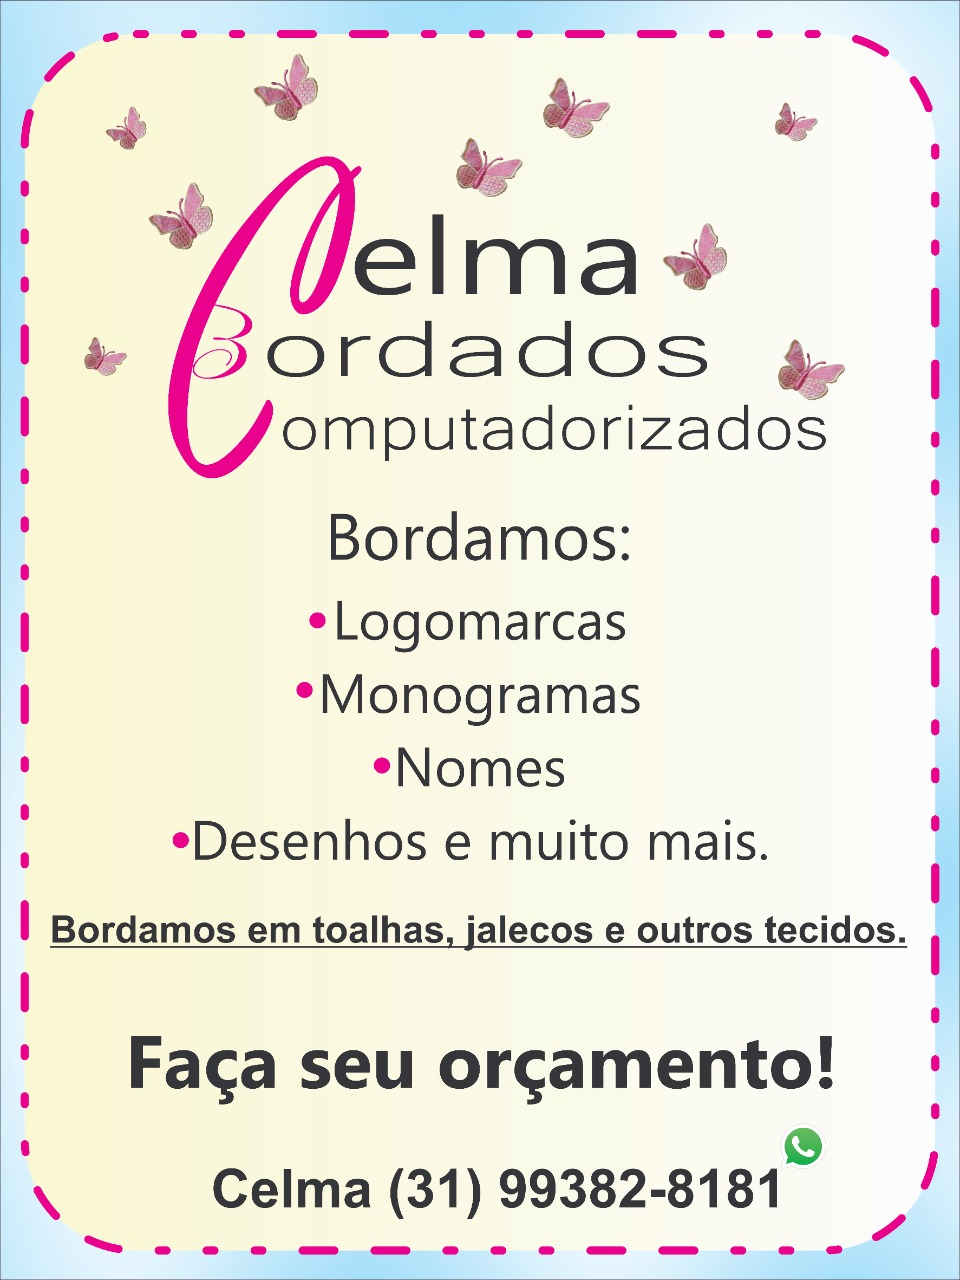 Celma
Bordados
Computadorizados
Bordamos:
•Logomarcas
•Monogramas
•Nomes
•Desenhos e muito mais.
Bordamos em toalhas, jalecos e outros tecidos.
Faça seu orçamento!
Celma (31) 99382-8181